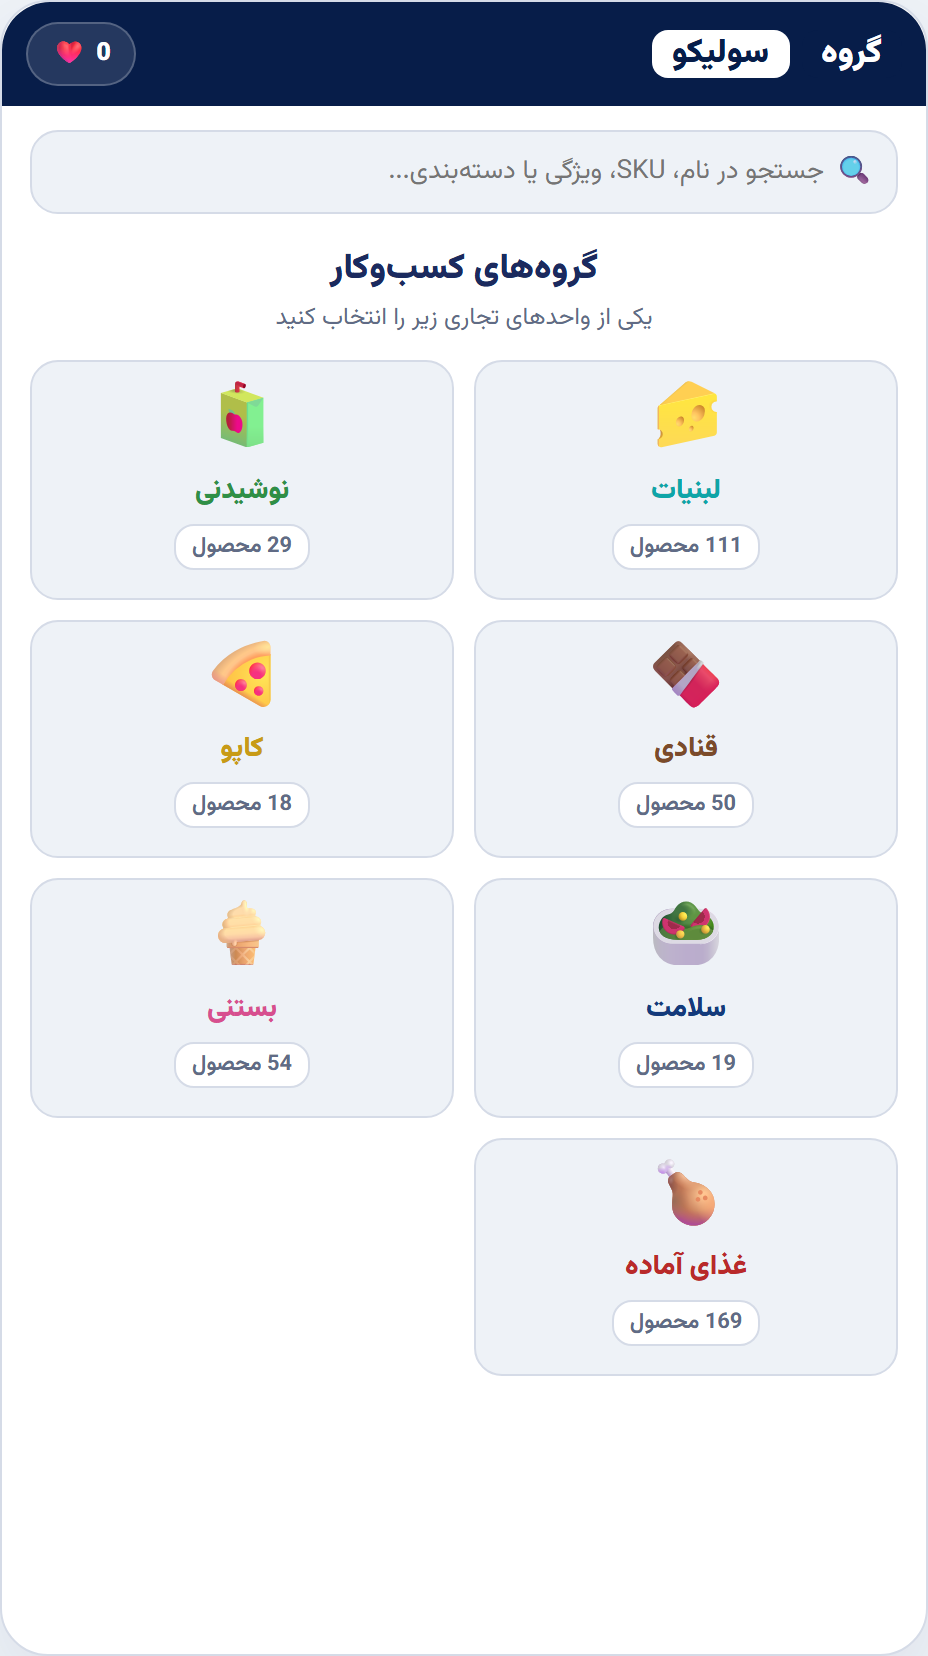 گروه سولیکو
0
جستجو در نام، SKU، ویژگی یا دسته‌بندی...
گروه‌های کسب‌وکار
یکی از واحدهای تجاری زیر را انتخاب کنید
لبنیات
111 محصول
نوشیدنی
29 محصول
قنادی
50 محصول
کاپو
18 محصول
سلامت
19 محصول
بستنی
54 محصول
غذای آماده
169 محصول